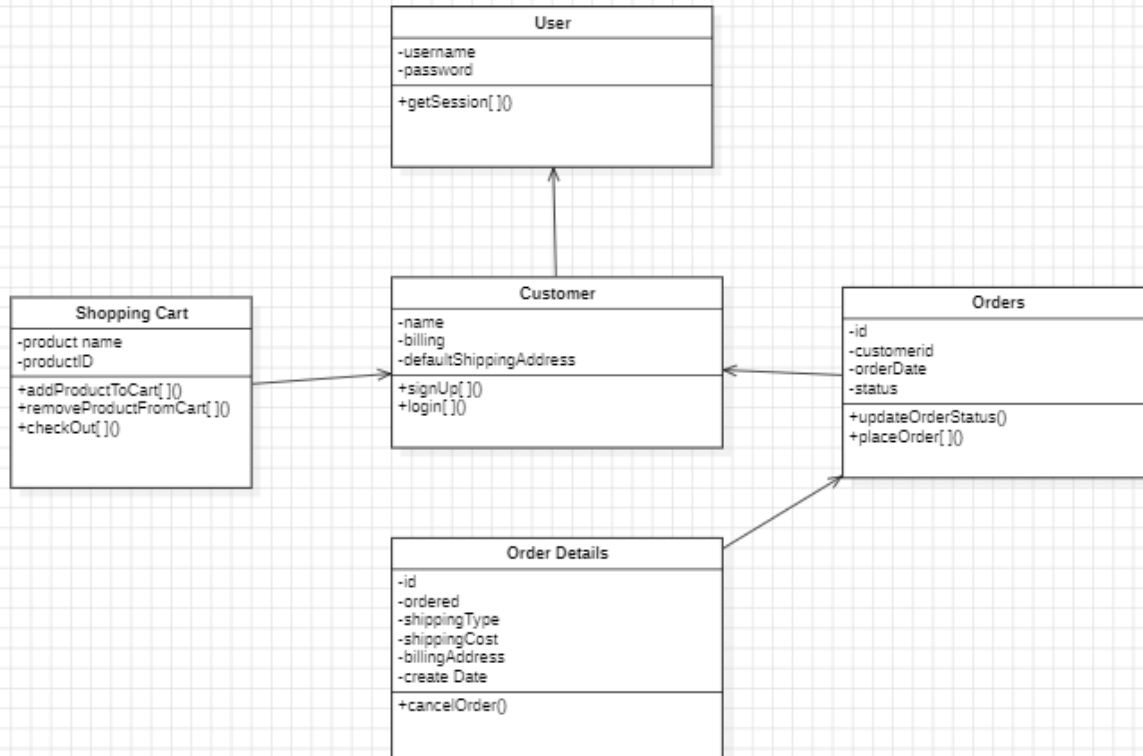 User
-username
-password
+getSession[ ]()
Customer
-name
-billing
-defaultShippingAddress
+signUp[ ]()
+login[ ]()
Shopping Cart
-product name
-productID
+addProductToCart[ ]()
+removeProductFromCart[ ]()
+checkOut[ ]()
Orders
-id
-customerid
-orderDate
-status
+updateOrderStatus()
+placeOrder[ ]()
Order Details
-id
-ordered
-shippingType
-shippingCost
-billingAddress
-create Date
+cancelOrder()